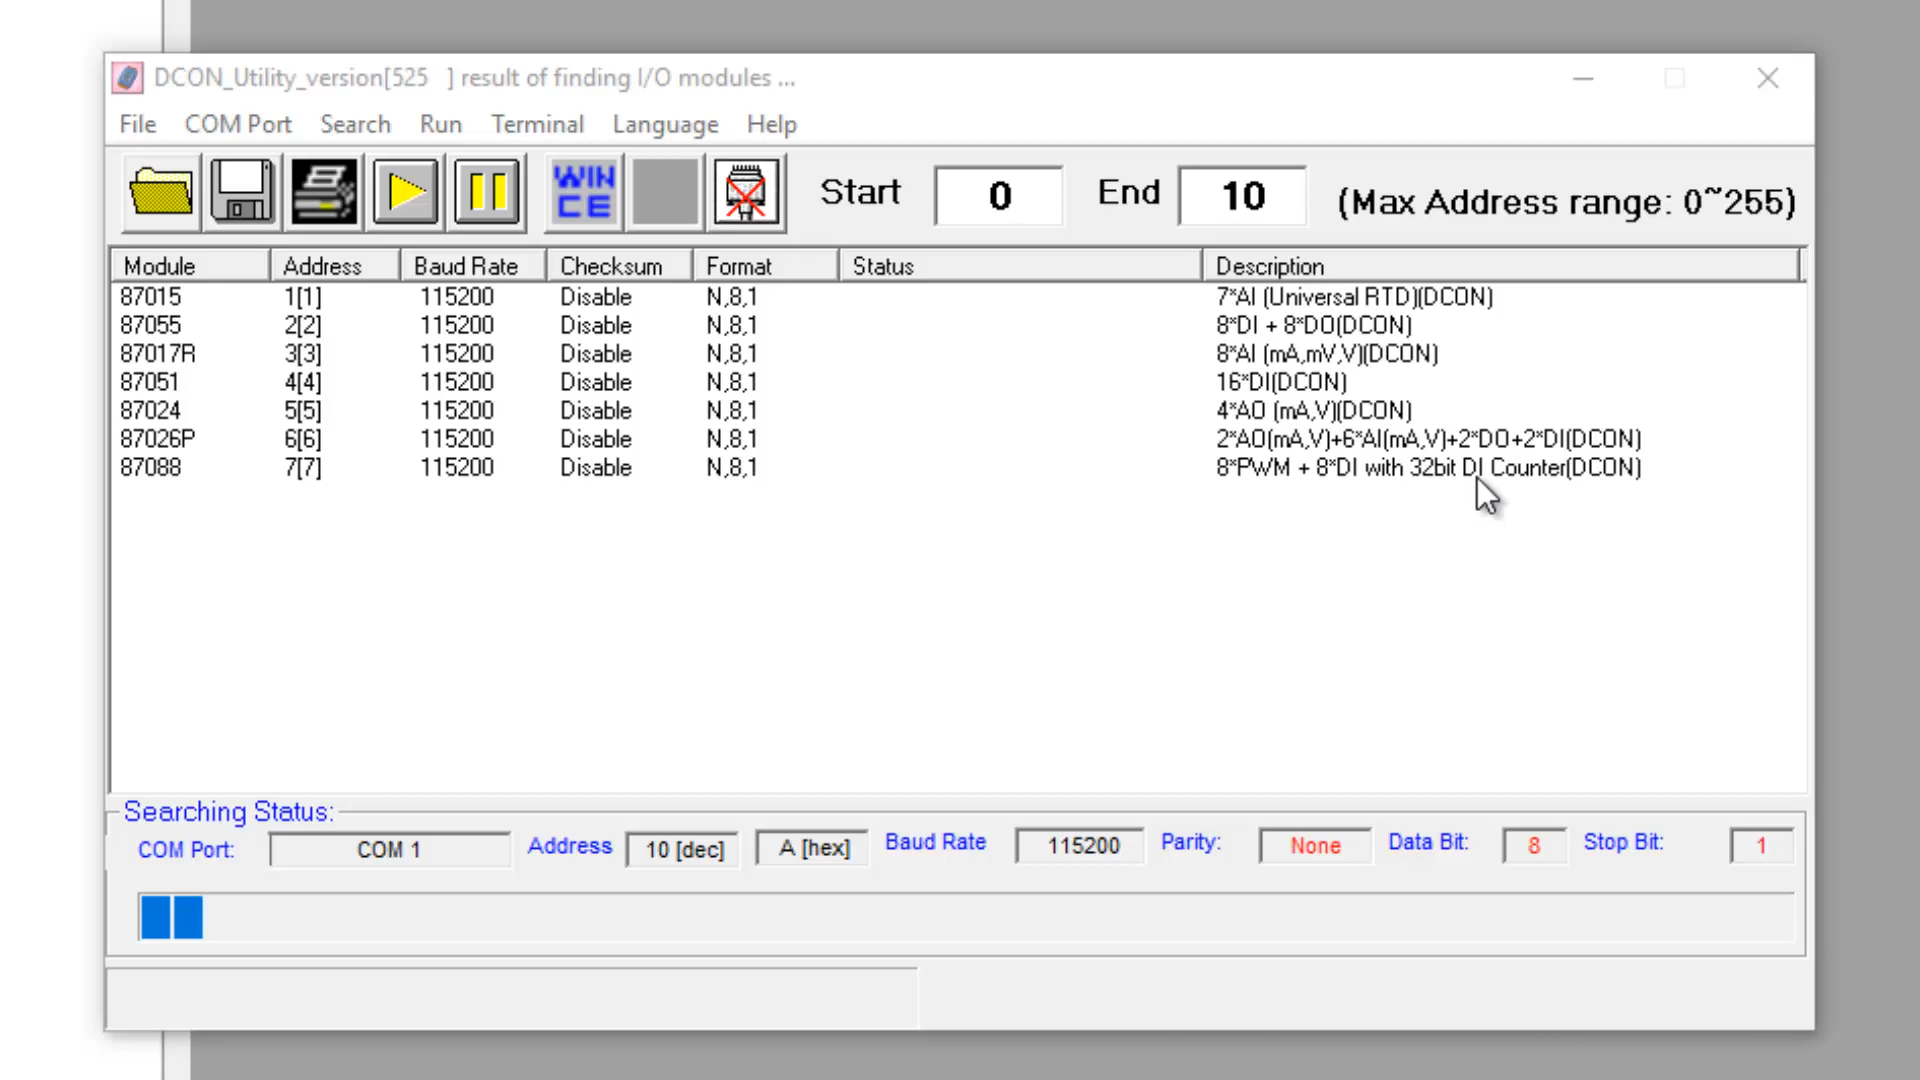 DCON_Utility_version[525   ] result of finding I/O modules ...
File COM Port Search Run Terminal Language Help
WIN CE Start 0 End 10 (Max Address range: 0~255)
Module Address Baud Rate Checksum Format Status Description
87015 1[1] 115200 Disable N,8,1 7*AI (Universal RTD)(DCON)
87055 2[2] 115200 Disable N,8,1 8*DI + 8*DO(DCON)
87017R 3[3] 115200 Disable N,8,1 8*AI (mA,mV,V)(DCON)
87051 4[4] 115200 Disable N,8,1 16*DI(DCON)
87024 5[5] 115200 Disable N,8,1 4*AO (mA,V)(DCON)
87026P 6[6] 115200 Disable N,8,1 2*AO(mA,V)+6*AI(mA,V)+2*DO+2*DI(DCON)
87088 7[7] 115200 Disable N,8,1 8*PWM + 8*DI with 32bit DI Counter(DCON)
Searching Status:
COM Port: COM 1 Address 10 [dec] A [hex] Baud Rate 115200 Parity: None Data Bit: 8 Stop Bit: 1